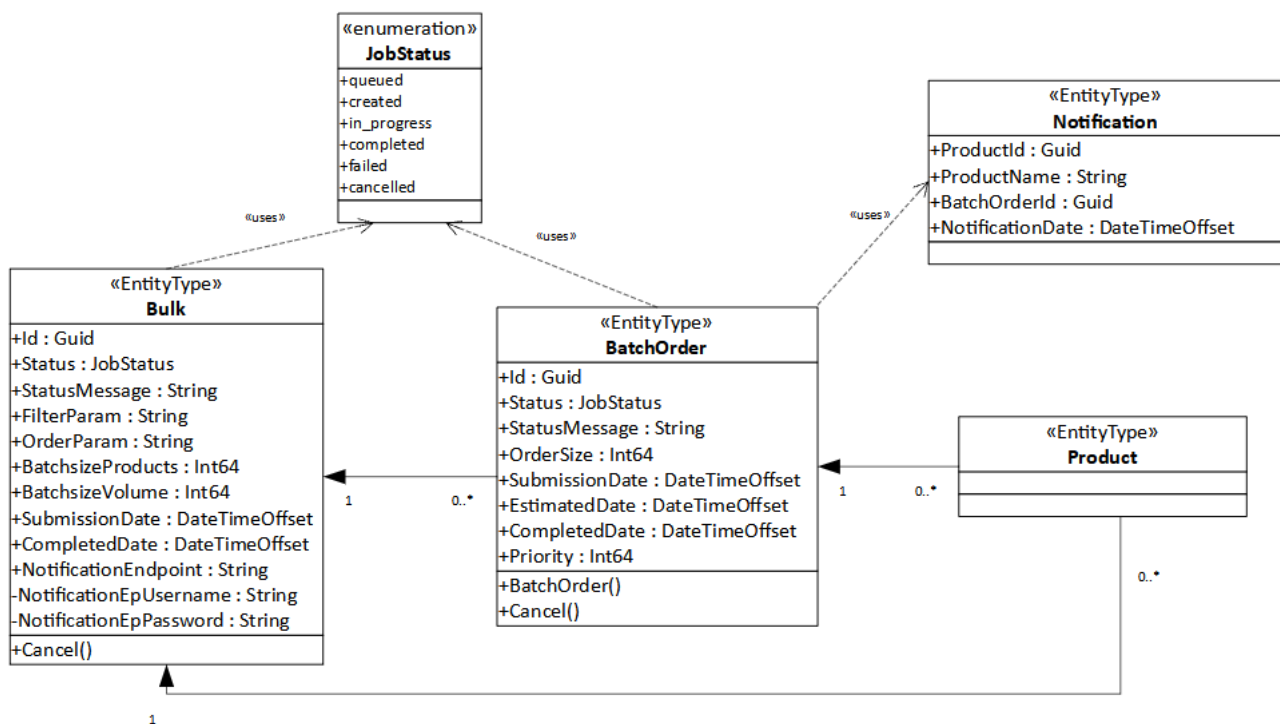 «enumeration»
JobStatus
+queued
+created
+in_progress
+completed
+failed
+cancelled
«EntityType»
Notification
+ProductId : Guid
+ProductName : String
+BatchOrderId : Guid
+NotificationDate : DateTimeOffset
«uses»
«uses»
«uses»
«EntityType»
Bulk
+Id : Guid
+Status : JobStatus
+StatusMessage : String
+FilterParam : String
+OrderParam : String
+BatchsizeProducts : Int64
+BatchsizeVolume : Int64
+SubmissionDate : DateTimeOffset
+CompletedDate : DateTimeOffset
+NotificationEndpoint : String
-NotificationEpUsername : String
-NotificationEpPassword : String
+Cancel()
1
0..*
«EntityType»
BatchOrder
+Id : Guid
+Status : JobStatus
+StatusMessage : String
+OrderSize : Int64
+SubmissionDate : DateTimeOffset
+EstimatedDate : DateTimeOffset
+CompletedDate : DateTimeOffset
+Priority : Int64
+BatchOrder()
+Cancel()
1
0..*
«EntityType»
Product
0..*
1